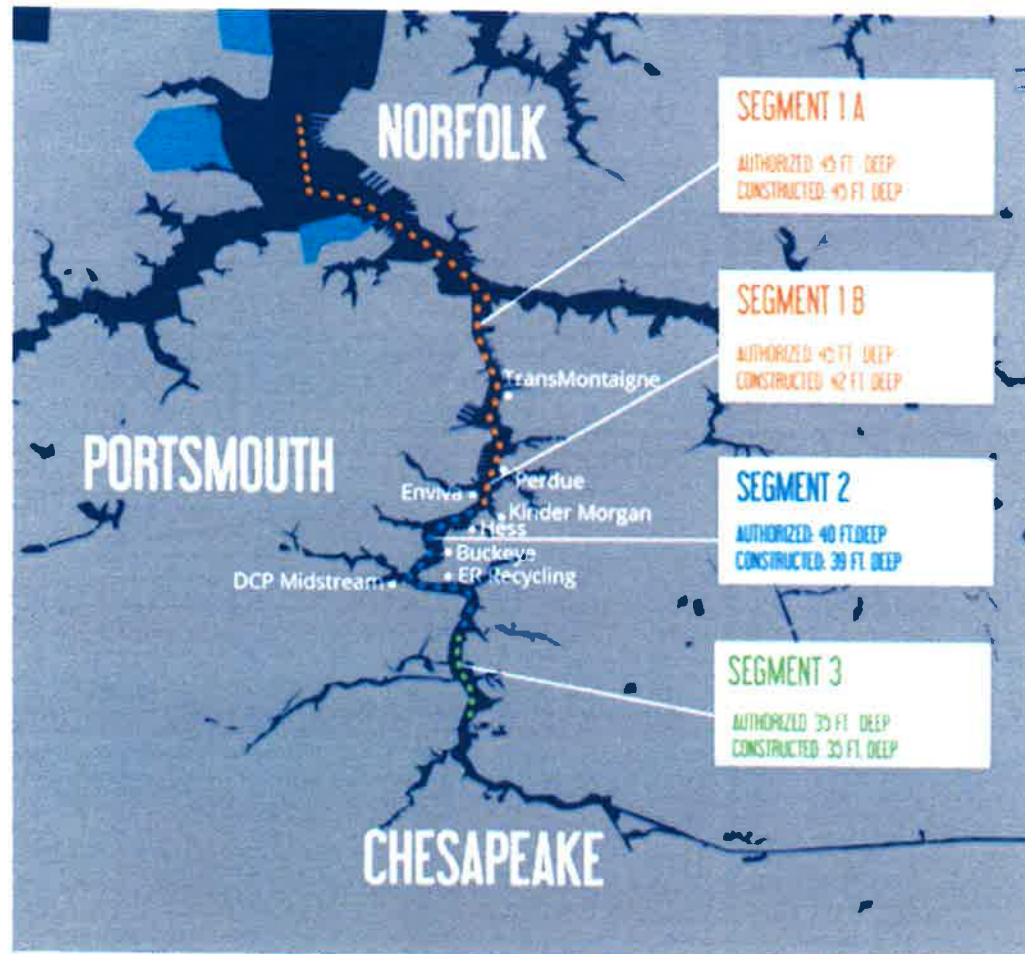 NORFOLK
SEGMENT 1 A
AUTHORIZED: 45 FT. DEEP
CONSTRUCTED: 45 FT. DEEP
SEGMENT 1 B
AUTHORIZED: 45 FT. DEEP
CONSTRUCTED: 42 FT. DEEP
TransMontaigne
PORTSMOUTH
Perdue
Enviva
Kinder Morgan
Hess
Buckeye
ER Recycling
DCP Midstream
SEGMENT 2
AUTHORIZED: 40 FT.DEEP
CONSTRUCTED: 39 FT. DEEP
SEGMENT 3
AUTHORIZED: 35 FT. DEEP
CONSTRUCTED: 35 FT. DEEP
CHESAPEAKE